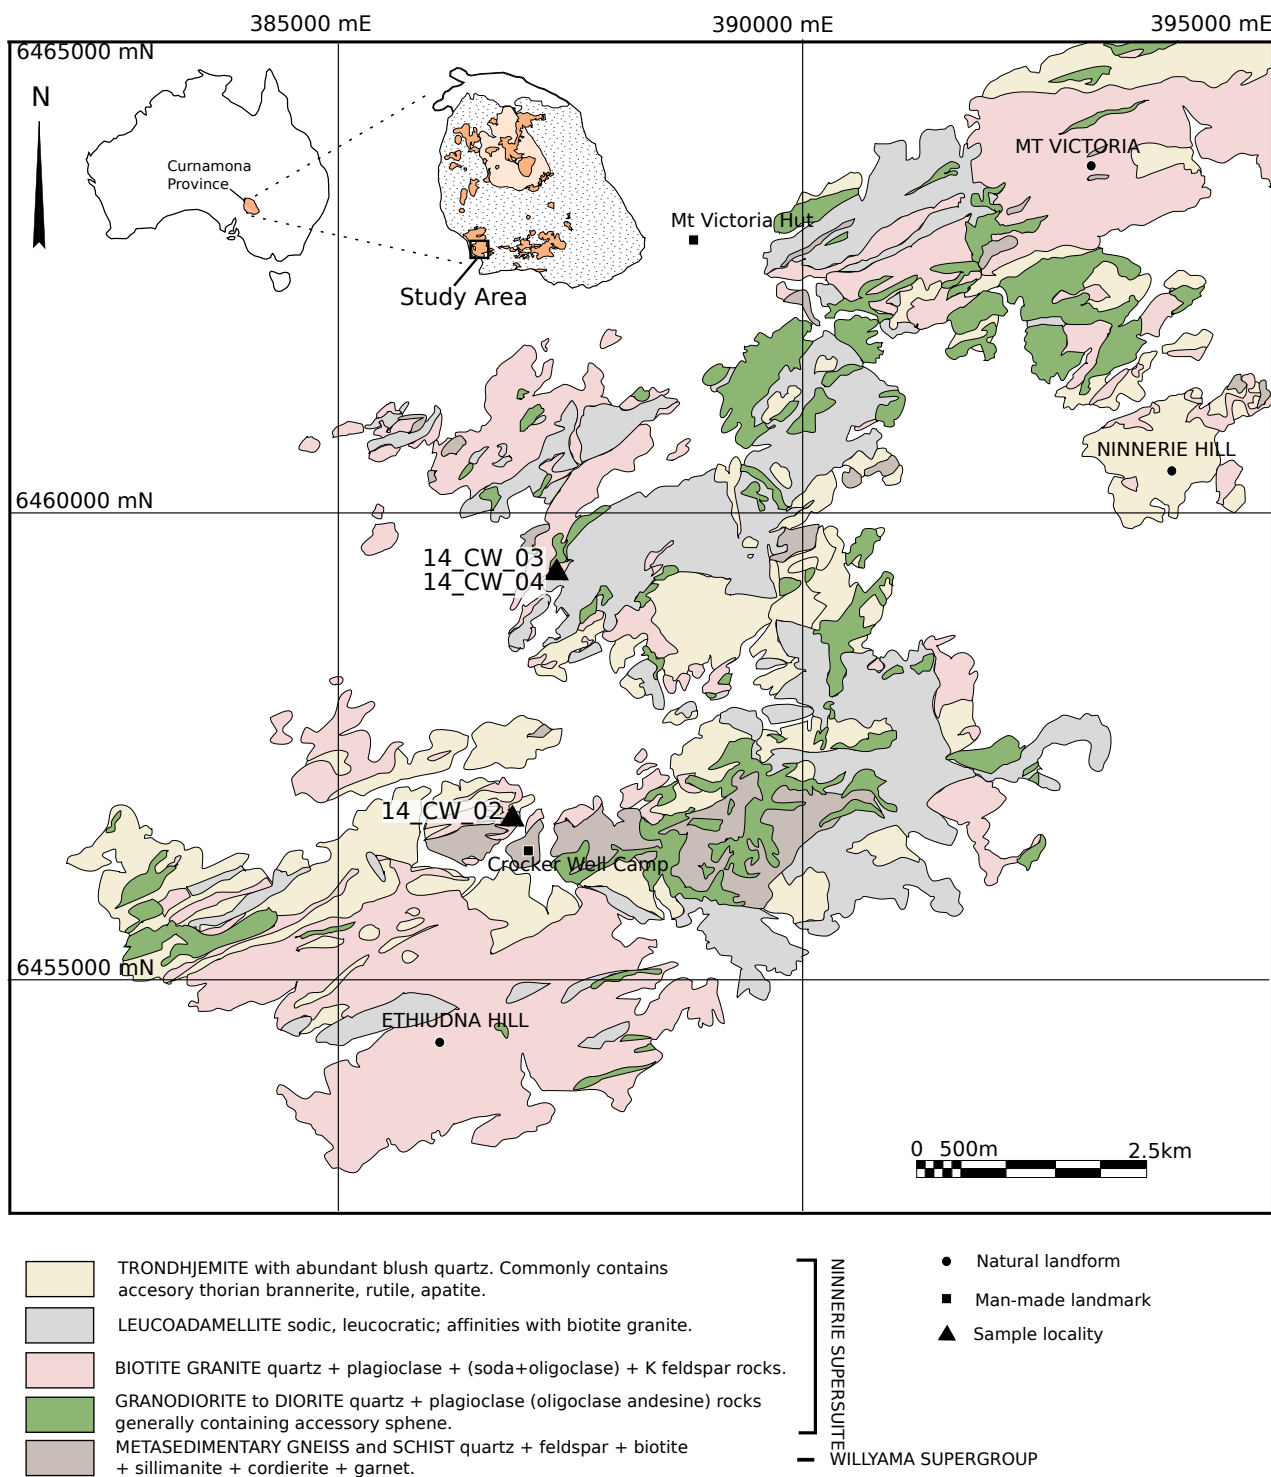 385000 mE
390000 mE
395000 mE
6465000 mN
N
Curnamona
Province
Study Area
MT VICTORIA
Mt Victoria Hut
NINNERIE HILL
6460000 mN
14_CW_03
14_CW_04
14_CW_02
Crocker Well Camp
6455000 mN
ETHIUDNA HILL
0 500m 2.5km
TRONDHJEMITE with abundant blush quartz. Commonly contains
accesory thorian brannerite, rutile, apatite.
LEUCOADAMELLITE sodic, leucocratic; affinities with biotite granite.
BIOTITE GRANITE quartz + plagioclase + (soda+oligoclase) + K feldspar rocks.
GRANODIORITE to DIORITE quartz + plagioclase (oligoclase andesine) rocks
generally containing accessory sphene.
METASEDIMENTARY GNEISS and SCHIST quartz + feldspar + biotite
+ sillimanite + cordierite + garnet.
NINNERIE SUPERSUITE
WILLYAMA SUPERGROUP
Natural landform
Man-made landmark
Sample locality